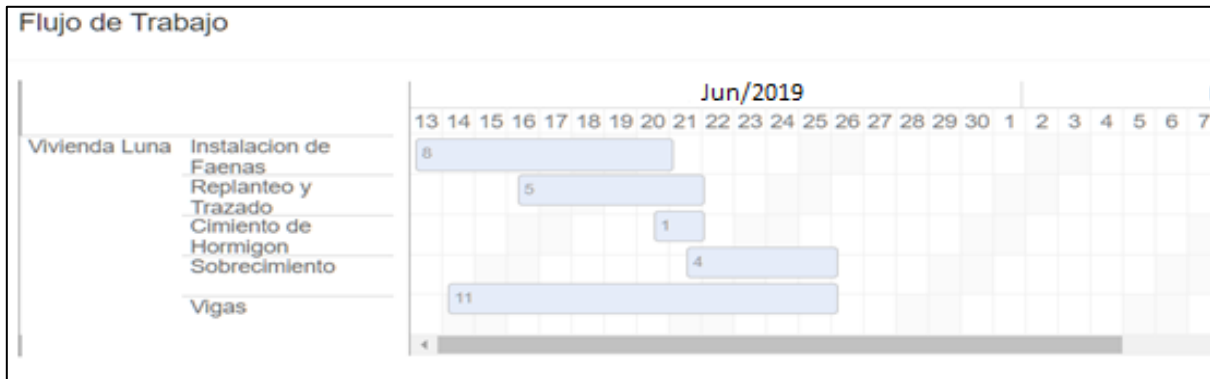 Flujo de Trabajo
Jun/2019
13 14 15 16 17 18 19 20 21 22 23 24 25 26 27 28 29 30 1 2 3 4 5 6 7
Vivienda Luna
Instalacion de
Faenas
8
Replanteo y
Trazado
5
Cimiento de
Hormigon
1
Sobrecimiento
4
Vigas
11